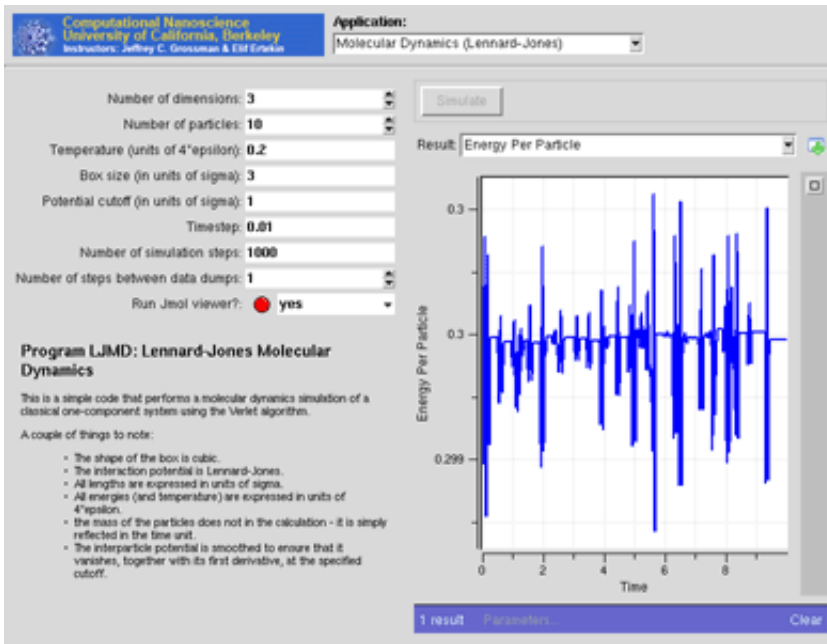 Computational Nanoscience
University of California, Berkeley
Instructors: Jeffrey C. Grossman & Elif Ertekin
Application:
Molecular Dynamics (Lennard-Jones)
Number of dimensions: 3
Number of particles: 10
Temperature (units of 4*epsilon): 0.2
Box size (in units of sigma): 3
Potential cutoff (in units of sigma): 1
Timestep: 0.01
Number of simulation steps: 1000
Number of steps between data dumps: 1
Run Jmol viewer?: yes
Program LJMD: Lennard-Jones Molecular
Dynamics
This is a simple code that performs a molecular dynamics simulation of a
classical one-component system using the Verlet algorithm.
A couple of things to note:
• The shape of the box is cubic.
• The interaction potential is Lennard-Jones.
• All lengths are expressed in units of sigma.
• All energies (and temperature) are expressed in units of
4*epsilon.
• the mass of the particles does not in the calculation - it is simply
reflected in the time unit.
• The interparticle potential is smoothed to ensure that it
vanishes, together with its first derivative, at the specified
cutoff.
Simulate
Result: Energy Per Particle
Energy Per Particle
0.3
0.3
0.299
0 2 4 6 8
Time
1 result Parameters... Clear